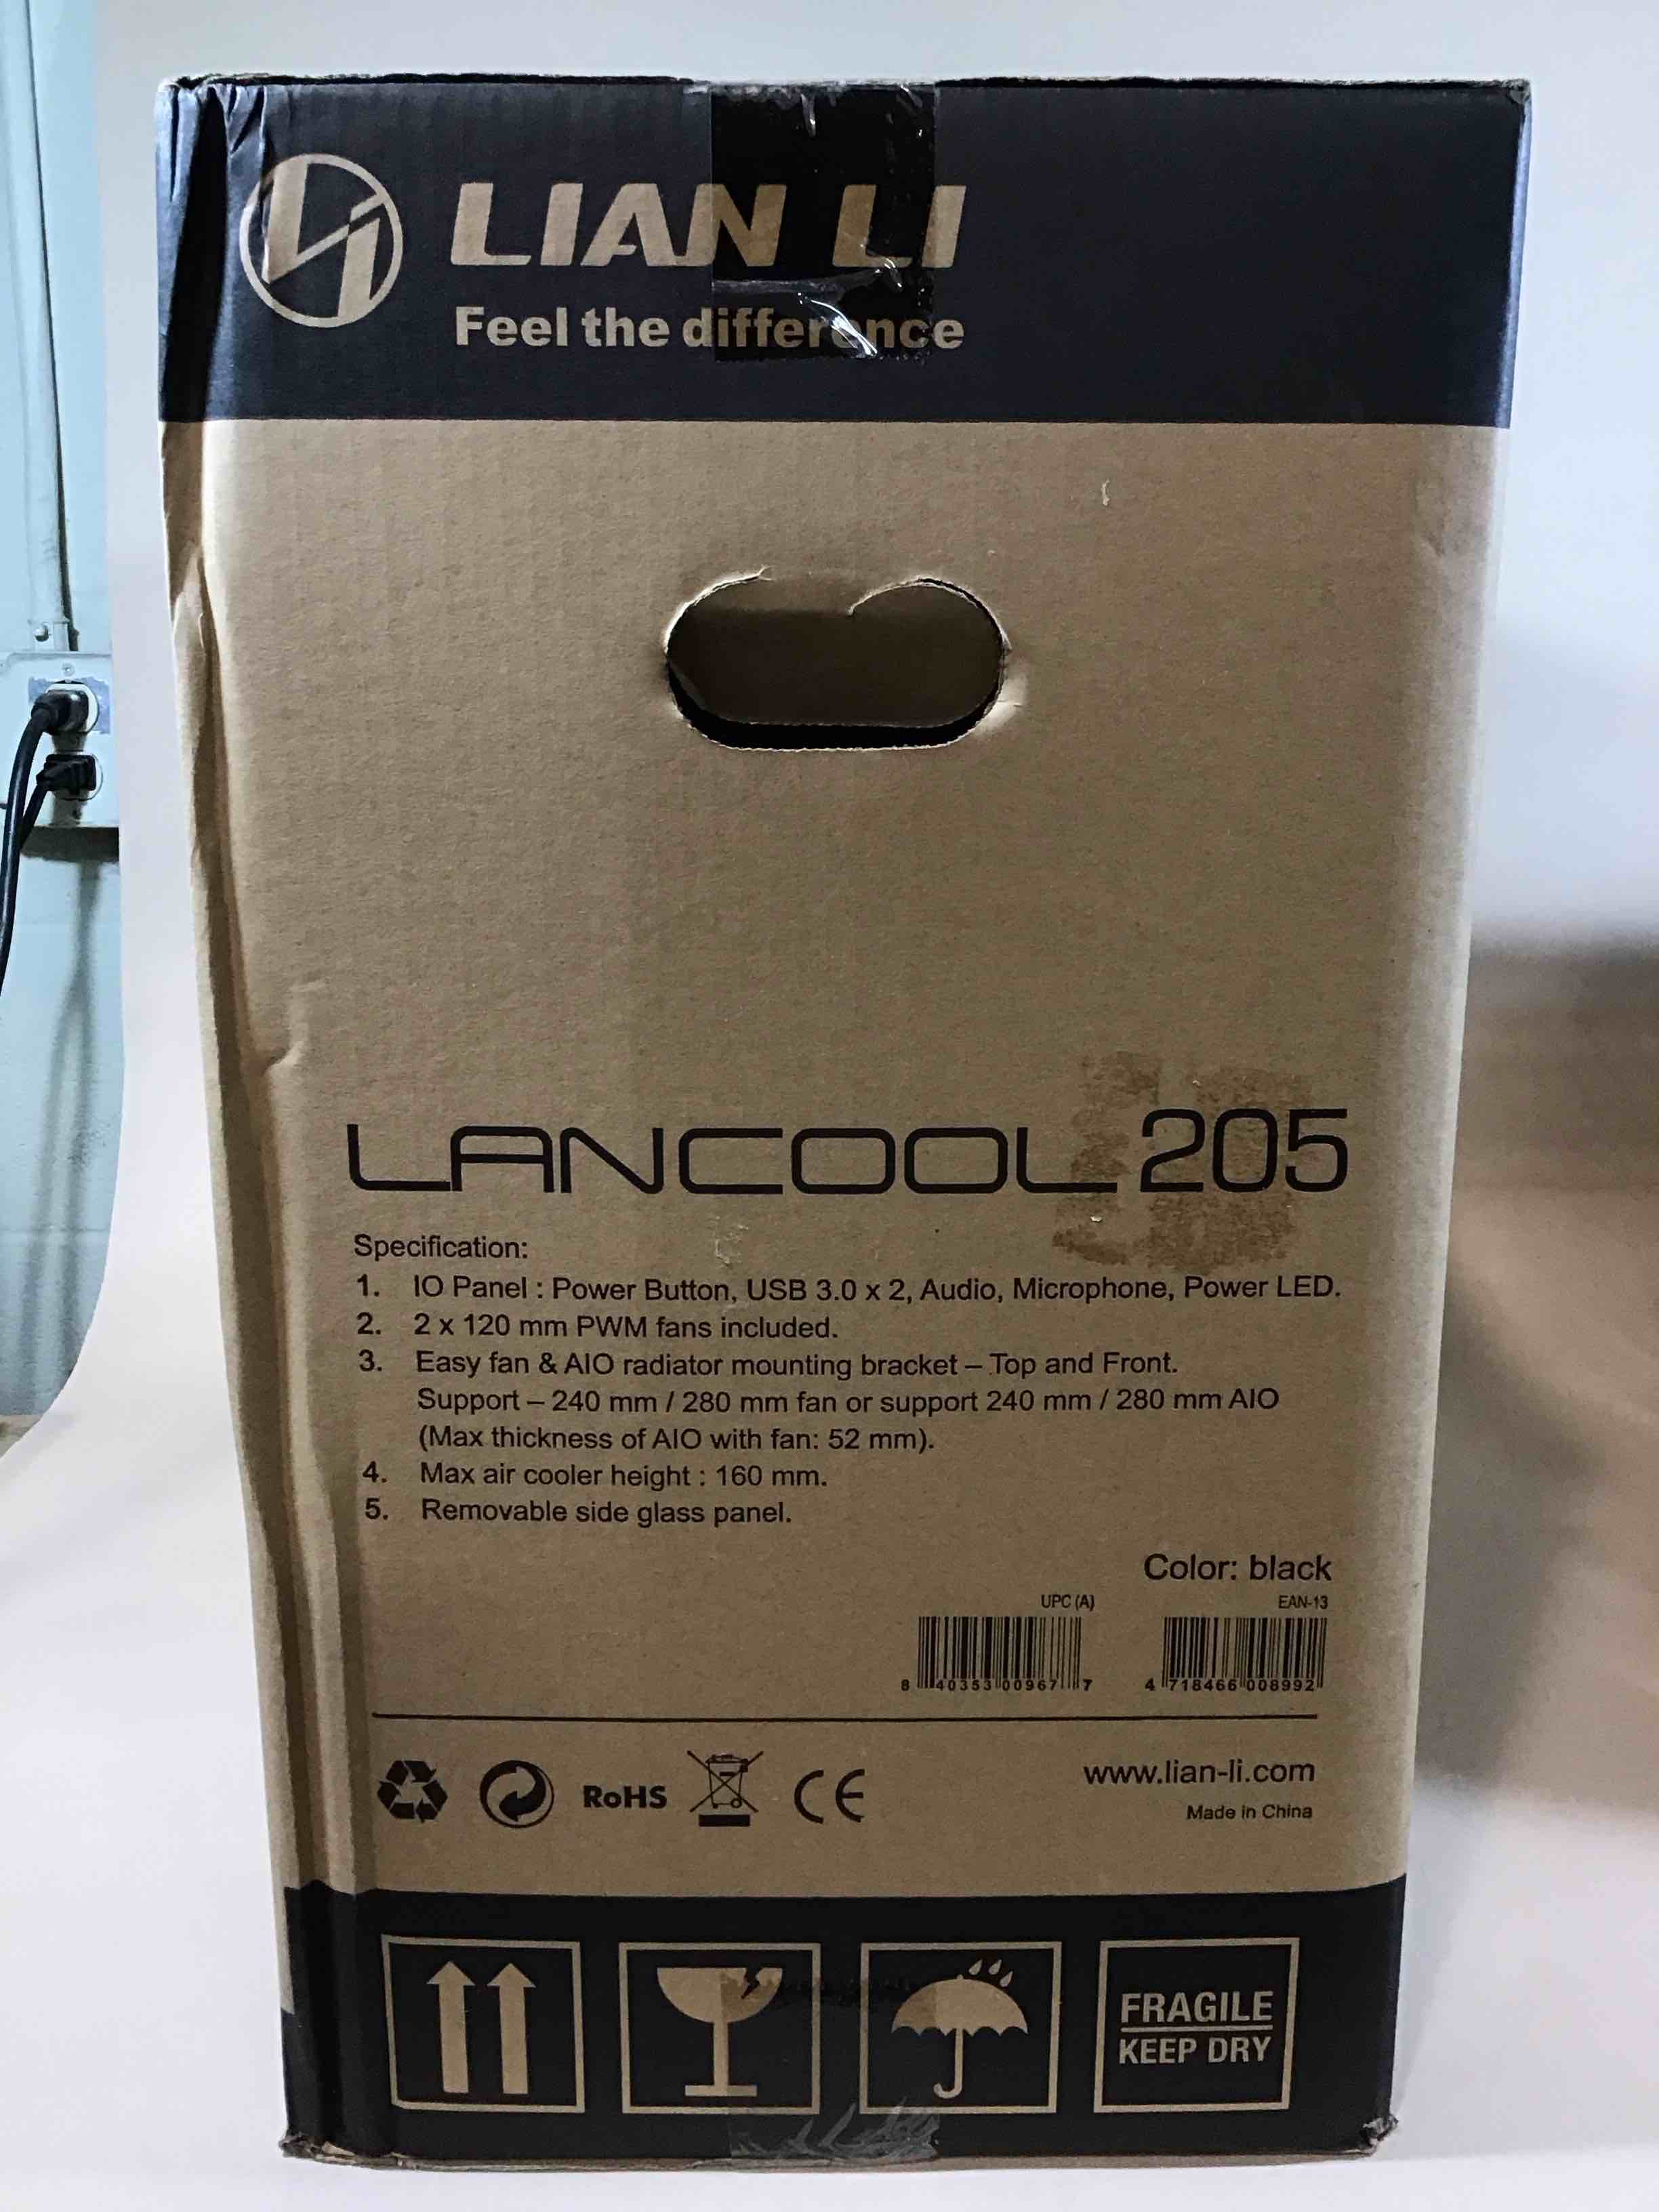 LIAN LI
Feel the difference
LANCOOL 205
Specification:
1. IO Panel : Power Button, USB 3.0 x 2, Audio, Microphone, Power LED.
2. 2 x 120 mm PWM fans included.
3. Easy fan & AIO radiator mounting bracket – Top and Front.
Support – 240 mm / 280 mm fan or support 240 mm / 280 mm AIO
(Max thickness of AIO with fan: 52 mm).
4. Max air cooler height : 160 mm.
5. Removable side glass panel.
Color: black
UPC (A) EAN-13
8 40353 00967 7 4 718466 008992
RoHS CE www.lian-li.com
Made in China
FRAGILE
KEEP DRY